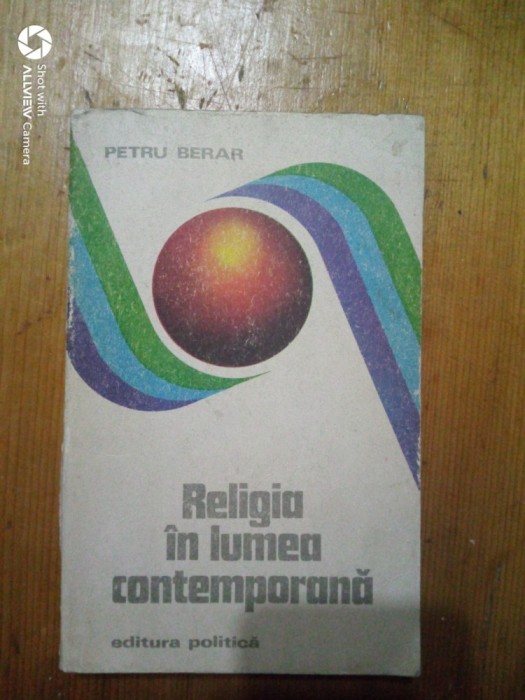 Shot with
ALLVIEW Camera
PETRU BERAR
Religia
în lumea
contemporană
editura politică